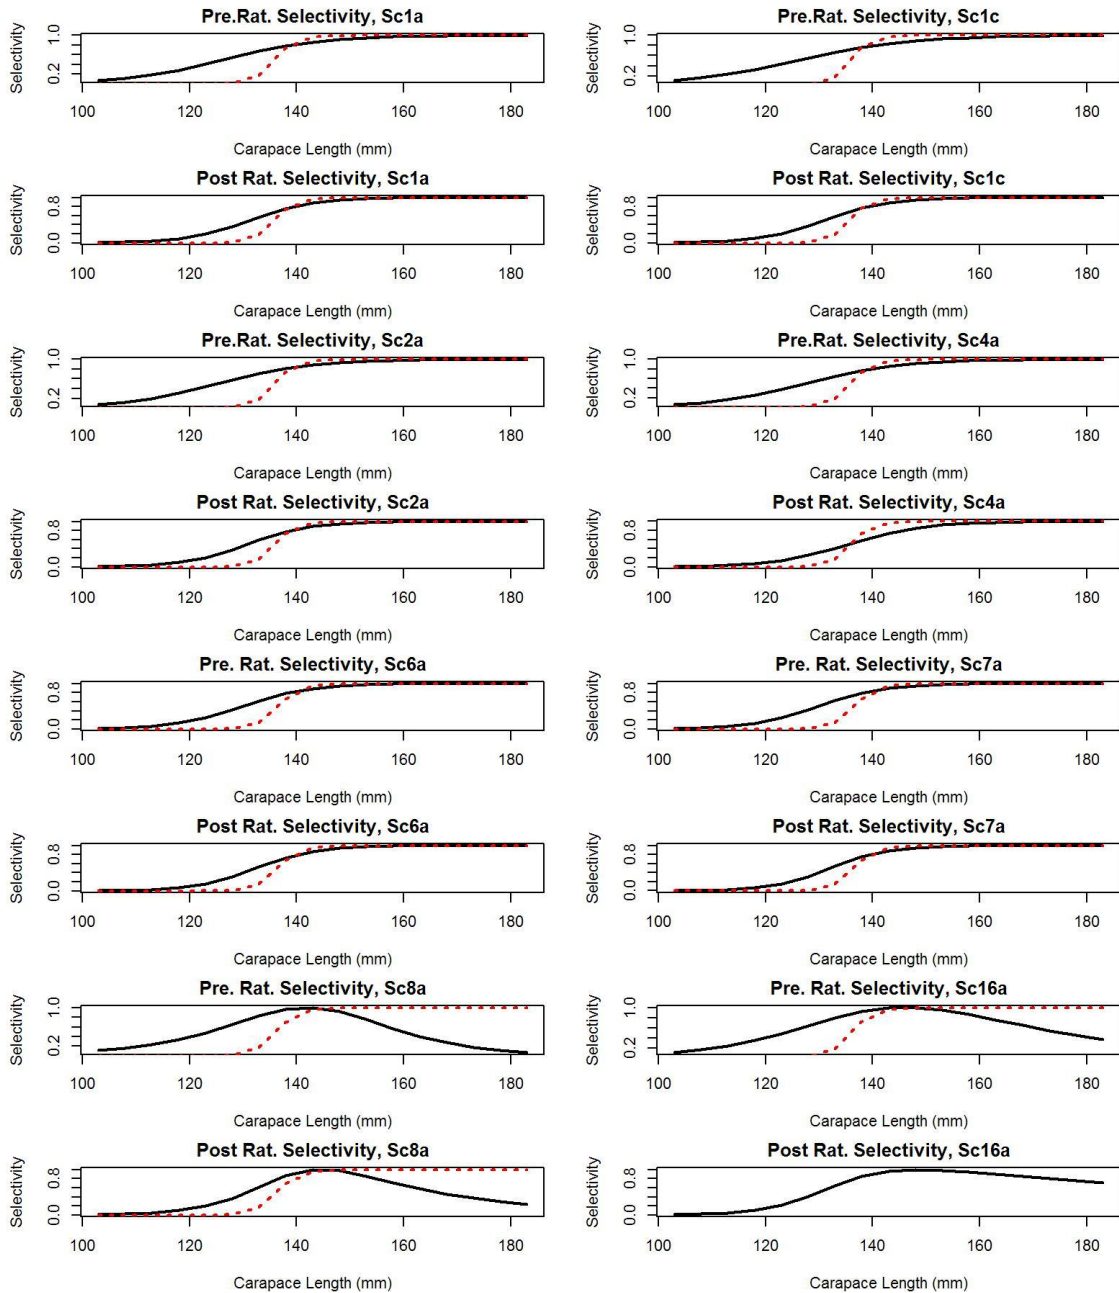 Pre.Rat. Selectivity, Sc1a
Selectivity
0.2 1.0
100 120 140 160 180
Carapace Length (mm)
Pre.Rat. Selectivity, Sc1c
Selectivity
0.2 1.0
100 120 140 160 180
Carapace Length (mm)
Post Rat. Selectivity, Sc1a
Selectivity
0.0 0.8
100 120 140 160 180
Carapace Length (mm)
Post Rat. Selectivity, Sc1c
Selectivity
0.0 0.8
100 120 140 160 180
Carapace Length (mm)
Pre.Rat. Selectivity, Sc2a
Selectivity
0.2 1.0
100 120 140 160 180
Carapace Length (mm)
Pre.Rat. Selectivity, Sc4a
Selectivity
0.2 1.0
100 120 140 160 180
Carapace Length (mm)
Post Rat. Selectivity, Sc2a
Selectivity
0.0 0.8
100 120 140 160 180
Carapace Length (mm)
Post Rat. Selectivity, Sc4a
Selectivity
0.0 0.8
100 120 140 160 180
Carapace Length (mm)
Pre. Rat. Selectivity, Sc6a
Selectivity
0.0 0.8
100 120 140 160 180
Carapace Length (mm)
Pre. Rat. Selectivity, Sc7a
Selectivity
0.0 0.8
100 120 140 160 180
Carapace Length (mm)
Post Rat. Selectivity, Sc6a
Selectivity
0.0 0.8
100 120 140 160 180
Carapace Length (mm)
Post Rat. Selectivity, Sc7a
Selectivity
0.0 0.8
100 120 140 160 180
Carapace Length (mm)
Pre. Rat. Selectivity, Sc8a
Selectivity
0.2 1.0
100 120 140 160 180
Carapace Length (mm)
Pre. Rat. Selectivity, Sc16a
Selectivity
0.2 1.0
100 120 140 160 180
Carapace Length (mm)
Post Rat. Selectivity, Sc8a
Selectivity
0.0 0.8
100 120 140 160 180
Carapace Length (mm)
Post Rat. Selectivity, Sc16a
Selectivity
0.0 0.8
100 120 140 160 180
Carapace Length (mm)